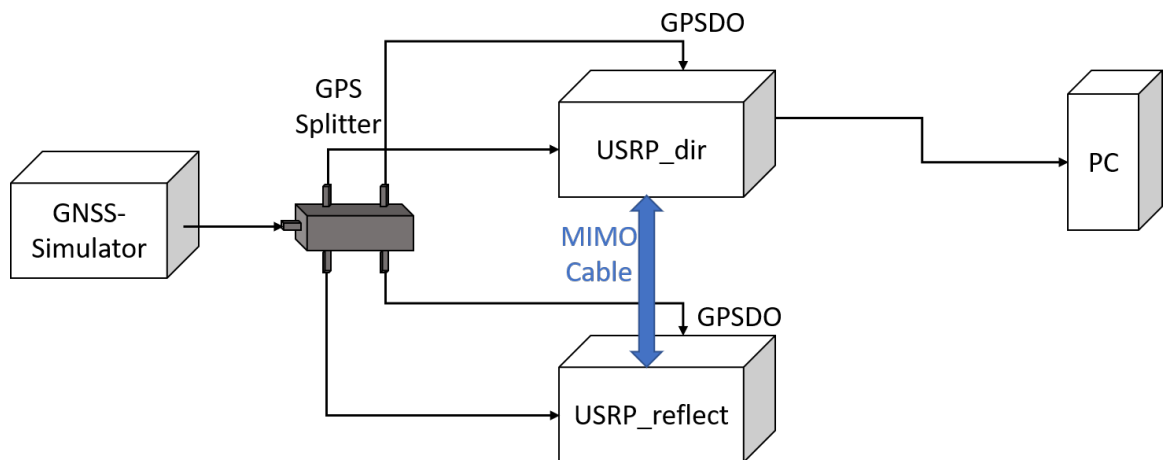 GPSDO
GPS
Splitter
USRP_dir
PC
GNSS-
Simulator
MIMO
Cable
GPSDO
USRP_reflect